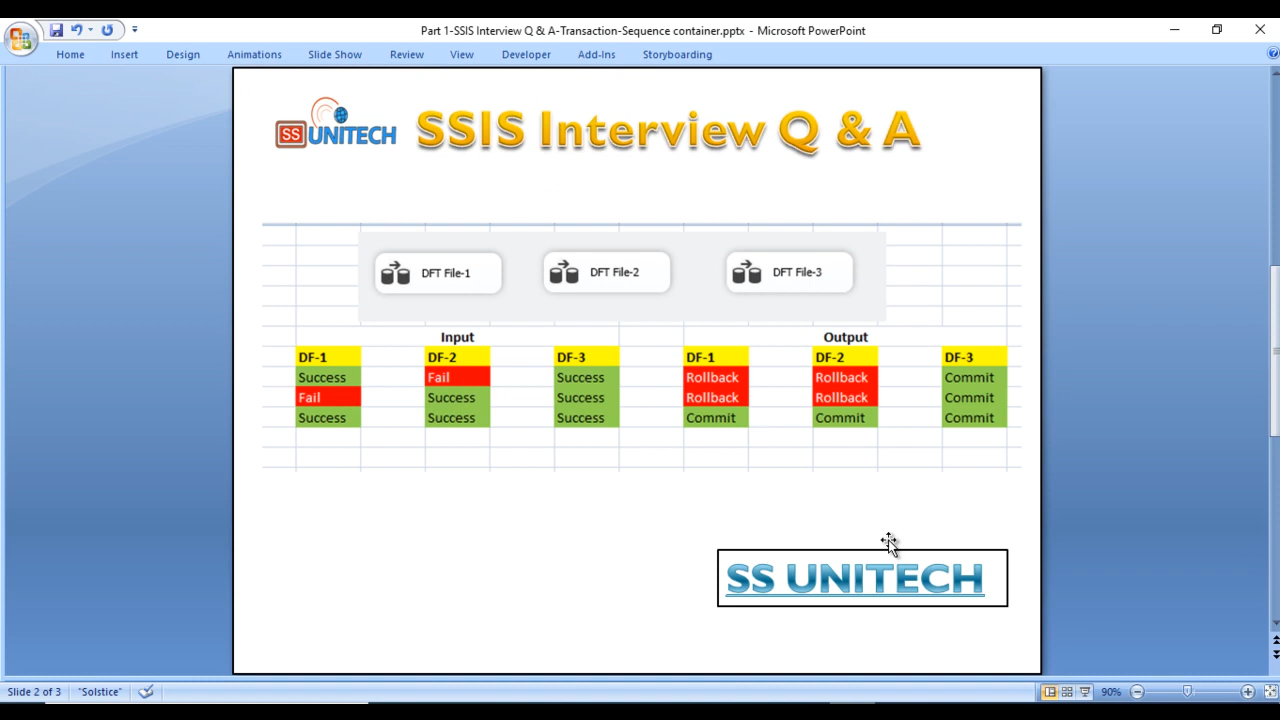 Part 1-SSIS Interview Q & A-Transaction-Sequence container.pptx - Microsoft PowerPoint
Home Insert Design Animations Slide Show Review View Developer Add-Ins Storyboarding
SS UNITECH SSIS Interview Q & A
DFT File-1 DFT File-2 DFT File-3
Input Output
DF-1 DF-2 DF-3 DF-1 DF-2 DF-3
Success Fail Success Rollback Rollback Commit
Fail Success Success Rollback Rollback Commit
Success Success Success Commit Commit Commit
SS UNITECH
Slide 2 of 3 "Solstice" 90%